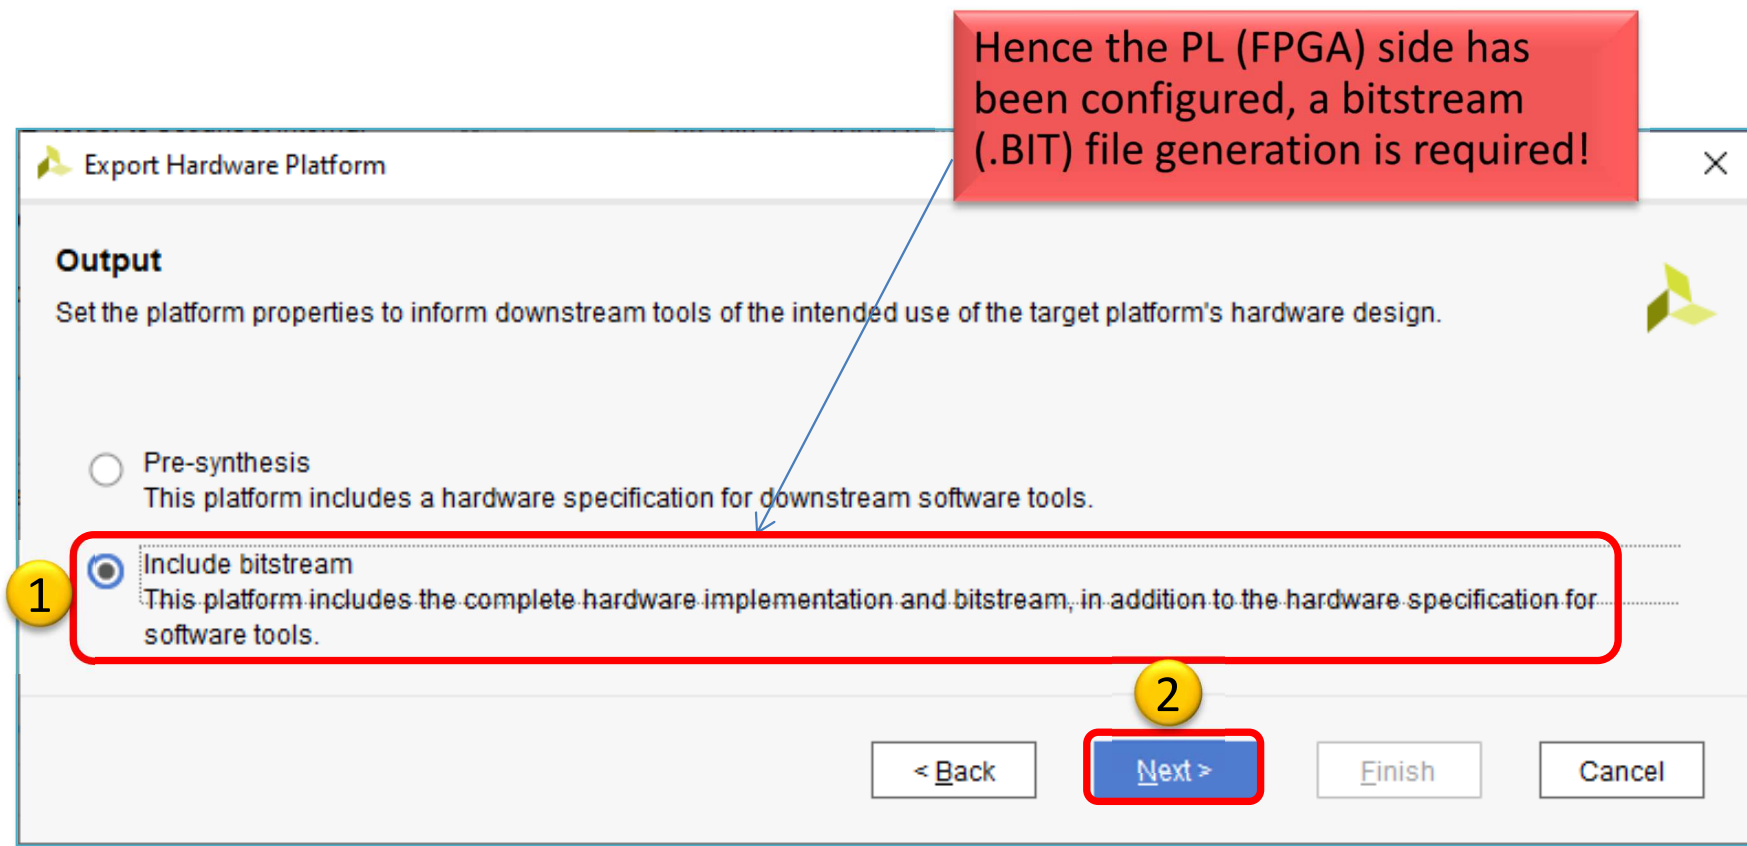 Hence the PL (FPGA) side has
been configured, a bitstream
(.BIT) file generation is required!
Export Hardware Platform
Output
Set the platform properties to inform downstream tools of the intended use of the target platform's hardware design.
Pre-synthesis
This platform includes a hardware specification for downstream software tools.
1
Include bitstream
This platform includes the complete hardware implementation and bitstream, in addition to the hardware specification for
software tools.
2
< Back
Next >
Finish
Cancel